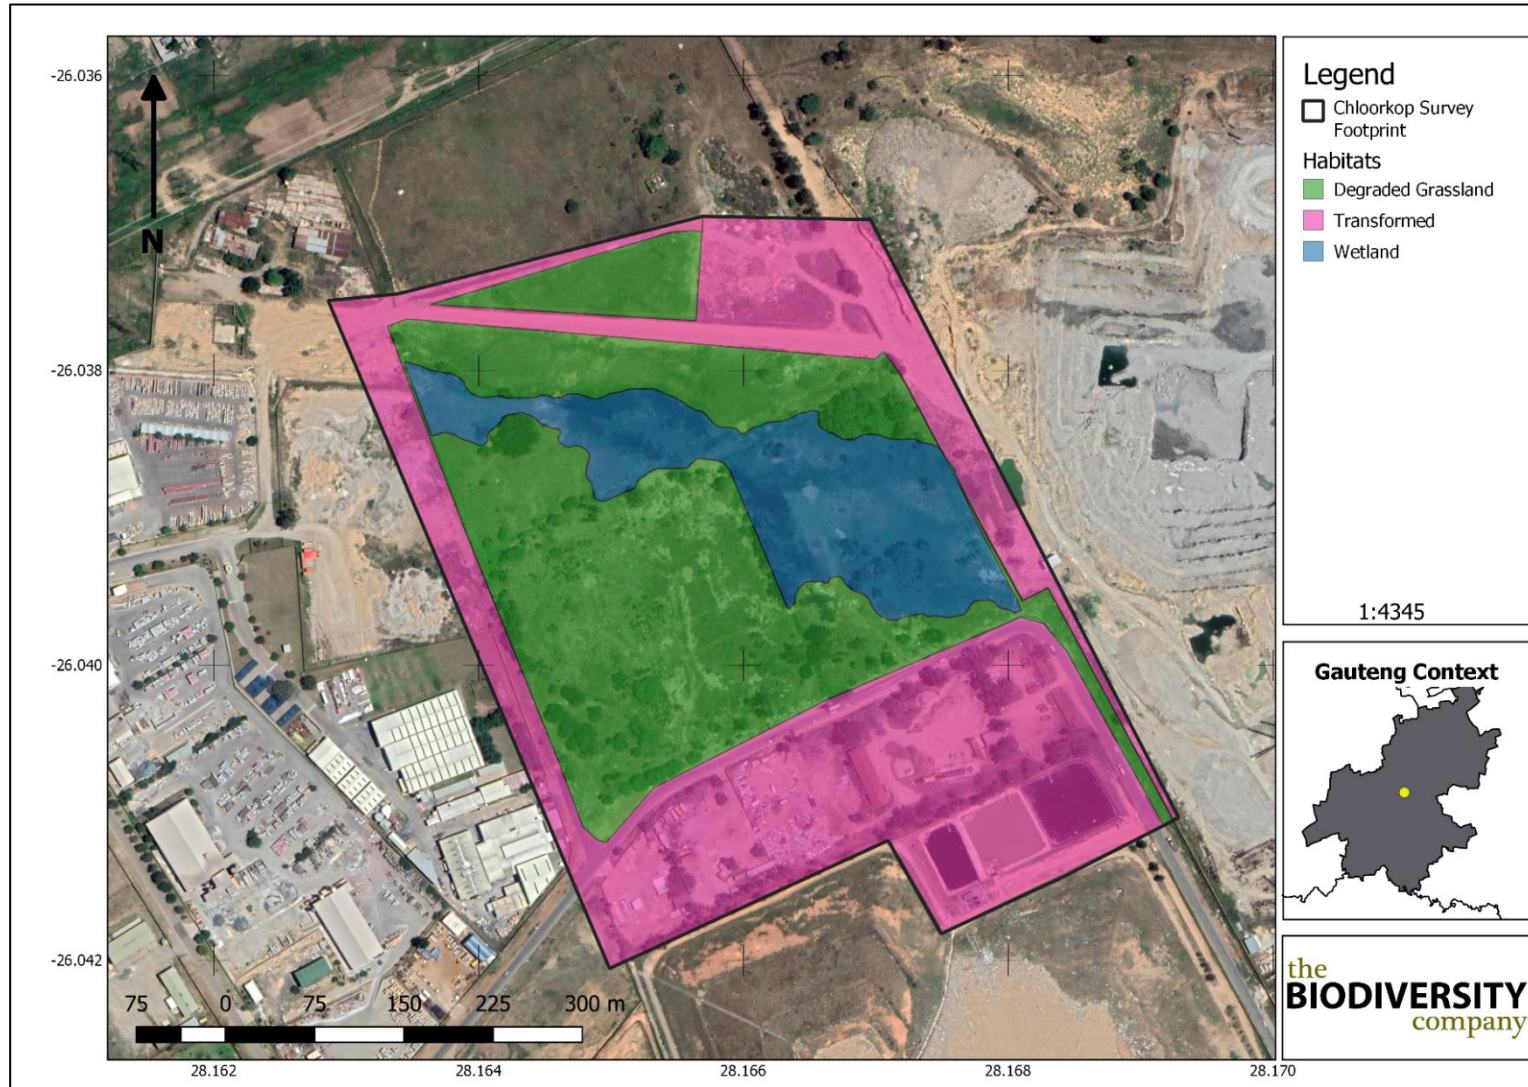 Legend
Chloorkop Survey
Footprint
Habitats
Degraded Grassland
Transformed
Wetland
1:4345
Gauteng Context
the
BIODIVERSITY
company
N
-26.036
-26.038
-26.040
-26.042
75 0 75 150 225 300 m
28.162 28.164 28.166 28.168 28.170